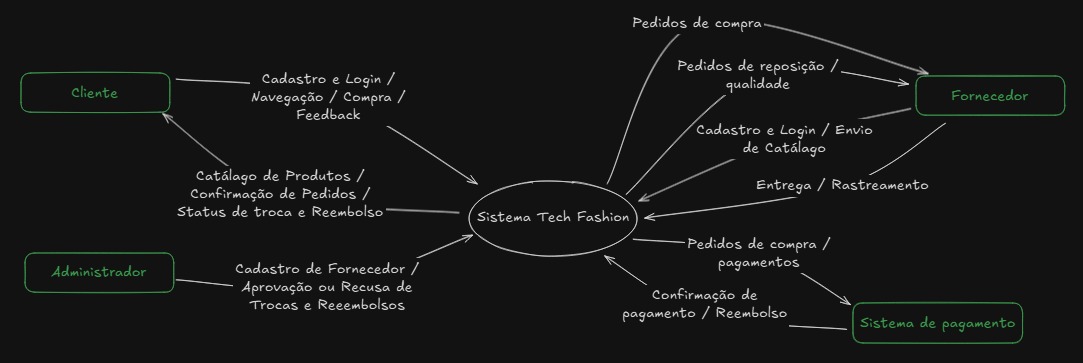 Pedidos de compra
Cliente
Cadastro e Login /
Navegação / Compra /
Feedback
Pedidos de reposição /
qualidade
Fornecedor
Cadastro e Login / Envio
de Catálago
Catálago de Produtos /
Confirmação de Pedidos /
Status de troca e Reembolso
Entrega / Rastreamento
Sistema Tech Fashion
Administrador
Cadastro de Fornecedor /
Aprovação ou Recusa de
Trocas e Reeembolsos
Pedidos de compra /
pagamentos
Confirmação de
pagamento / Reembolso
Sistema de pagamento